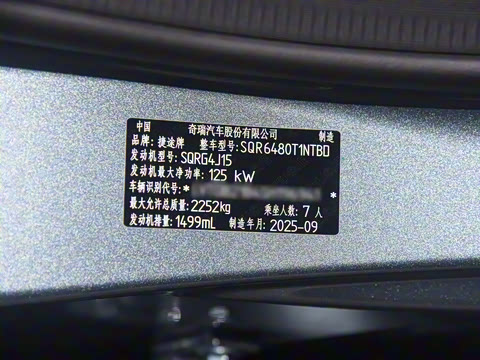 中国 奇瑞汽车股份有限公司 制造
品牌：捷途牌 整车型号：SQR6480T1NTBD
发动机型号：SQRG4J15
发动机最大净功率：125 kW
车辆识别代号：* *
最大允许总质量：2252kg 乘坐人数：7人
发动机排量：1499mL 制造年月：2025-09